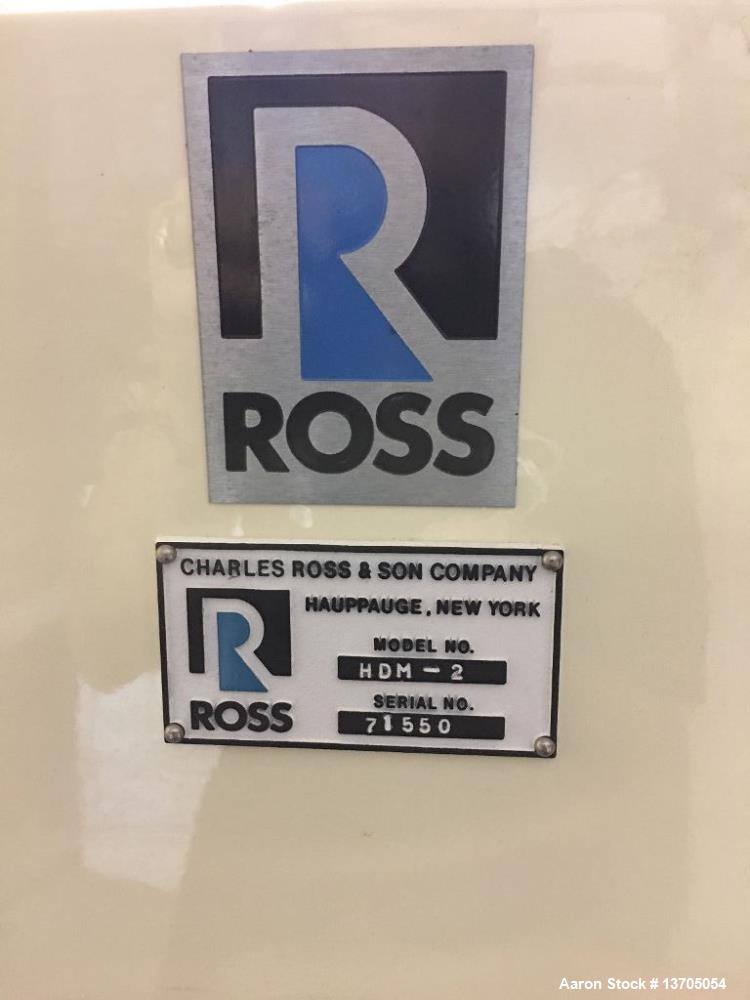 R
ROSS
CHARLES ROSS & SON COMPANY
HAUPPAUGE, NEW YORK
R
ROSS
MODEL NO.
HDM-2
SERIAL NO.
71550
Aaron Stock # 13705054